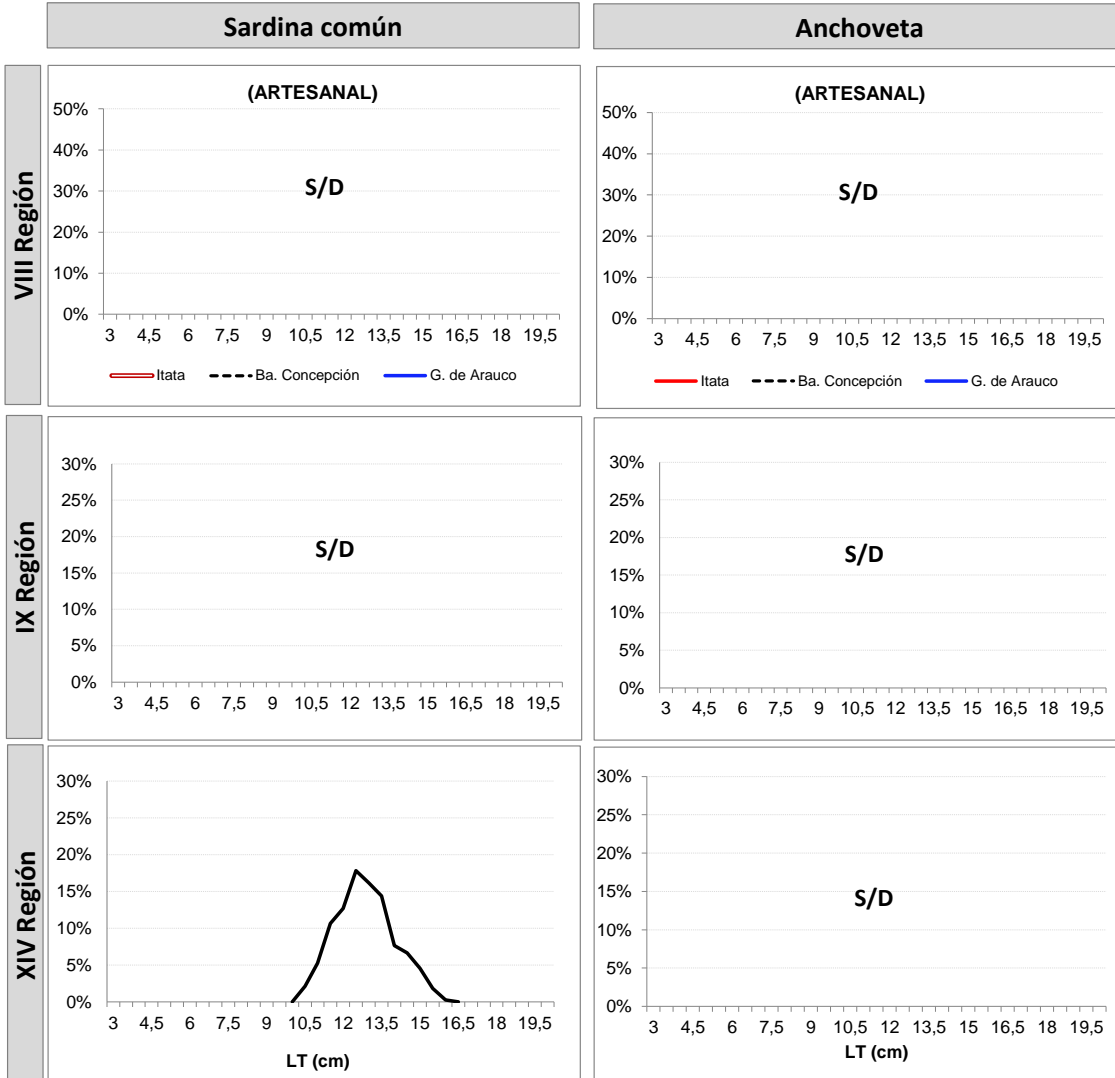 Sardina común
Anchoveta
VIII Región
(ARTESANAL)
50%
40%
30%
20%
10%
0%
S/D
3 4,5 6 7,5 9 10,5 12 13,5 15 16,5 18 19,5
Itata Ba. Concepción G. de Arauco
(ARTESANAL)
50%
40%
30%
20%
10%
0%
S/D
3 4,5 6 7,5 9 10,5 12 13,5 15 16,5 18 19,5
Itata Ba. Concepción G. de Arauco
IX Región
30%
25%
20%
15%
10%
5%
0%
S/D
3 4,5 6 7,5 9 10,5 12 13,5 15 16,5 18 19,5
30%
25%
20%
15%
10%
5%
0%
S/D
3 4,5 6 7,5 9 10,5 12 13,5 15 16,5 18 19,5
XIV Región
30%
25%
20%
15%
10%
5%
0%
3 4,5 6 7,5 9 10,5 12 13,5 15 16,5 18 19,5
LT (cm)
30%
25%
20%
15%
10%
5%
0%
S/D
3 4,5 6 7,5 9 10,5 12 13,5 15 16,5 18 19,5
LT (cm)